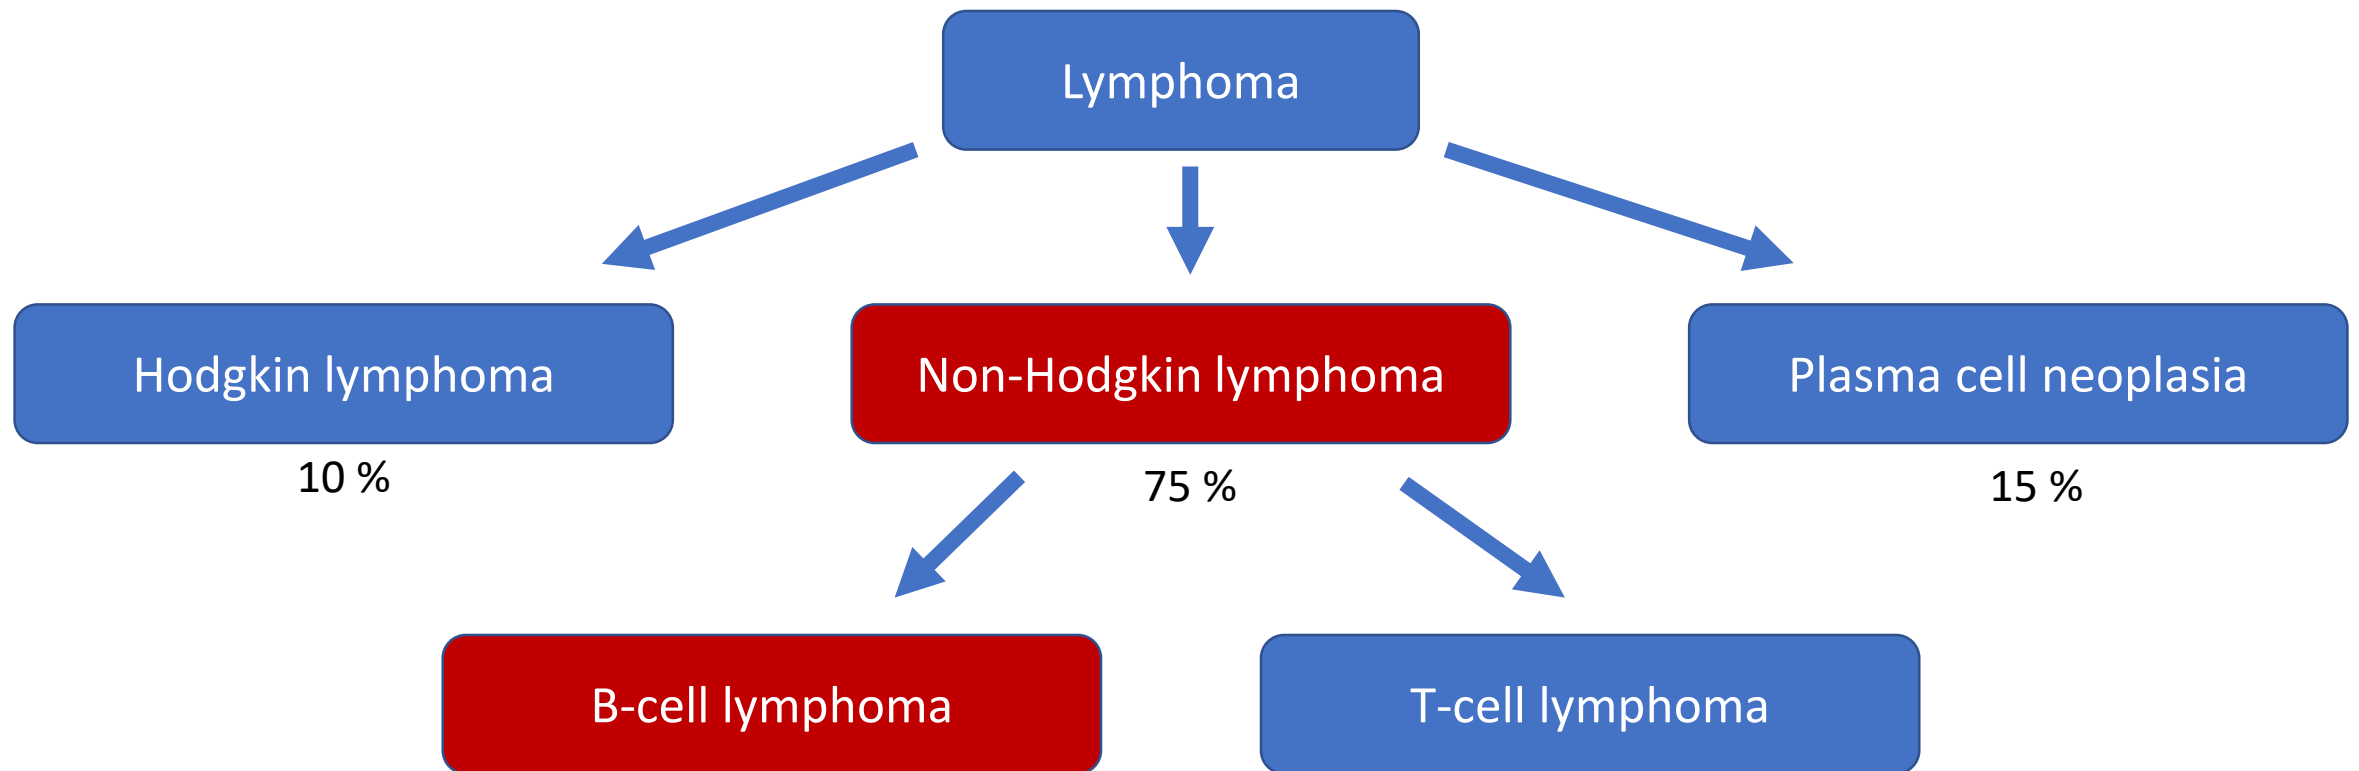 Lymphoma
Hodgkin lymphoma
Non-Hodgkin lymphoma
Plasma cell neoplasia
10 %
75 %
15 %
B-cell lymphoma
T-cell lymphoma